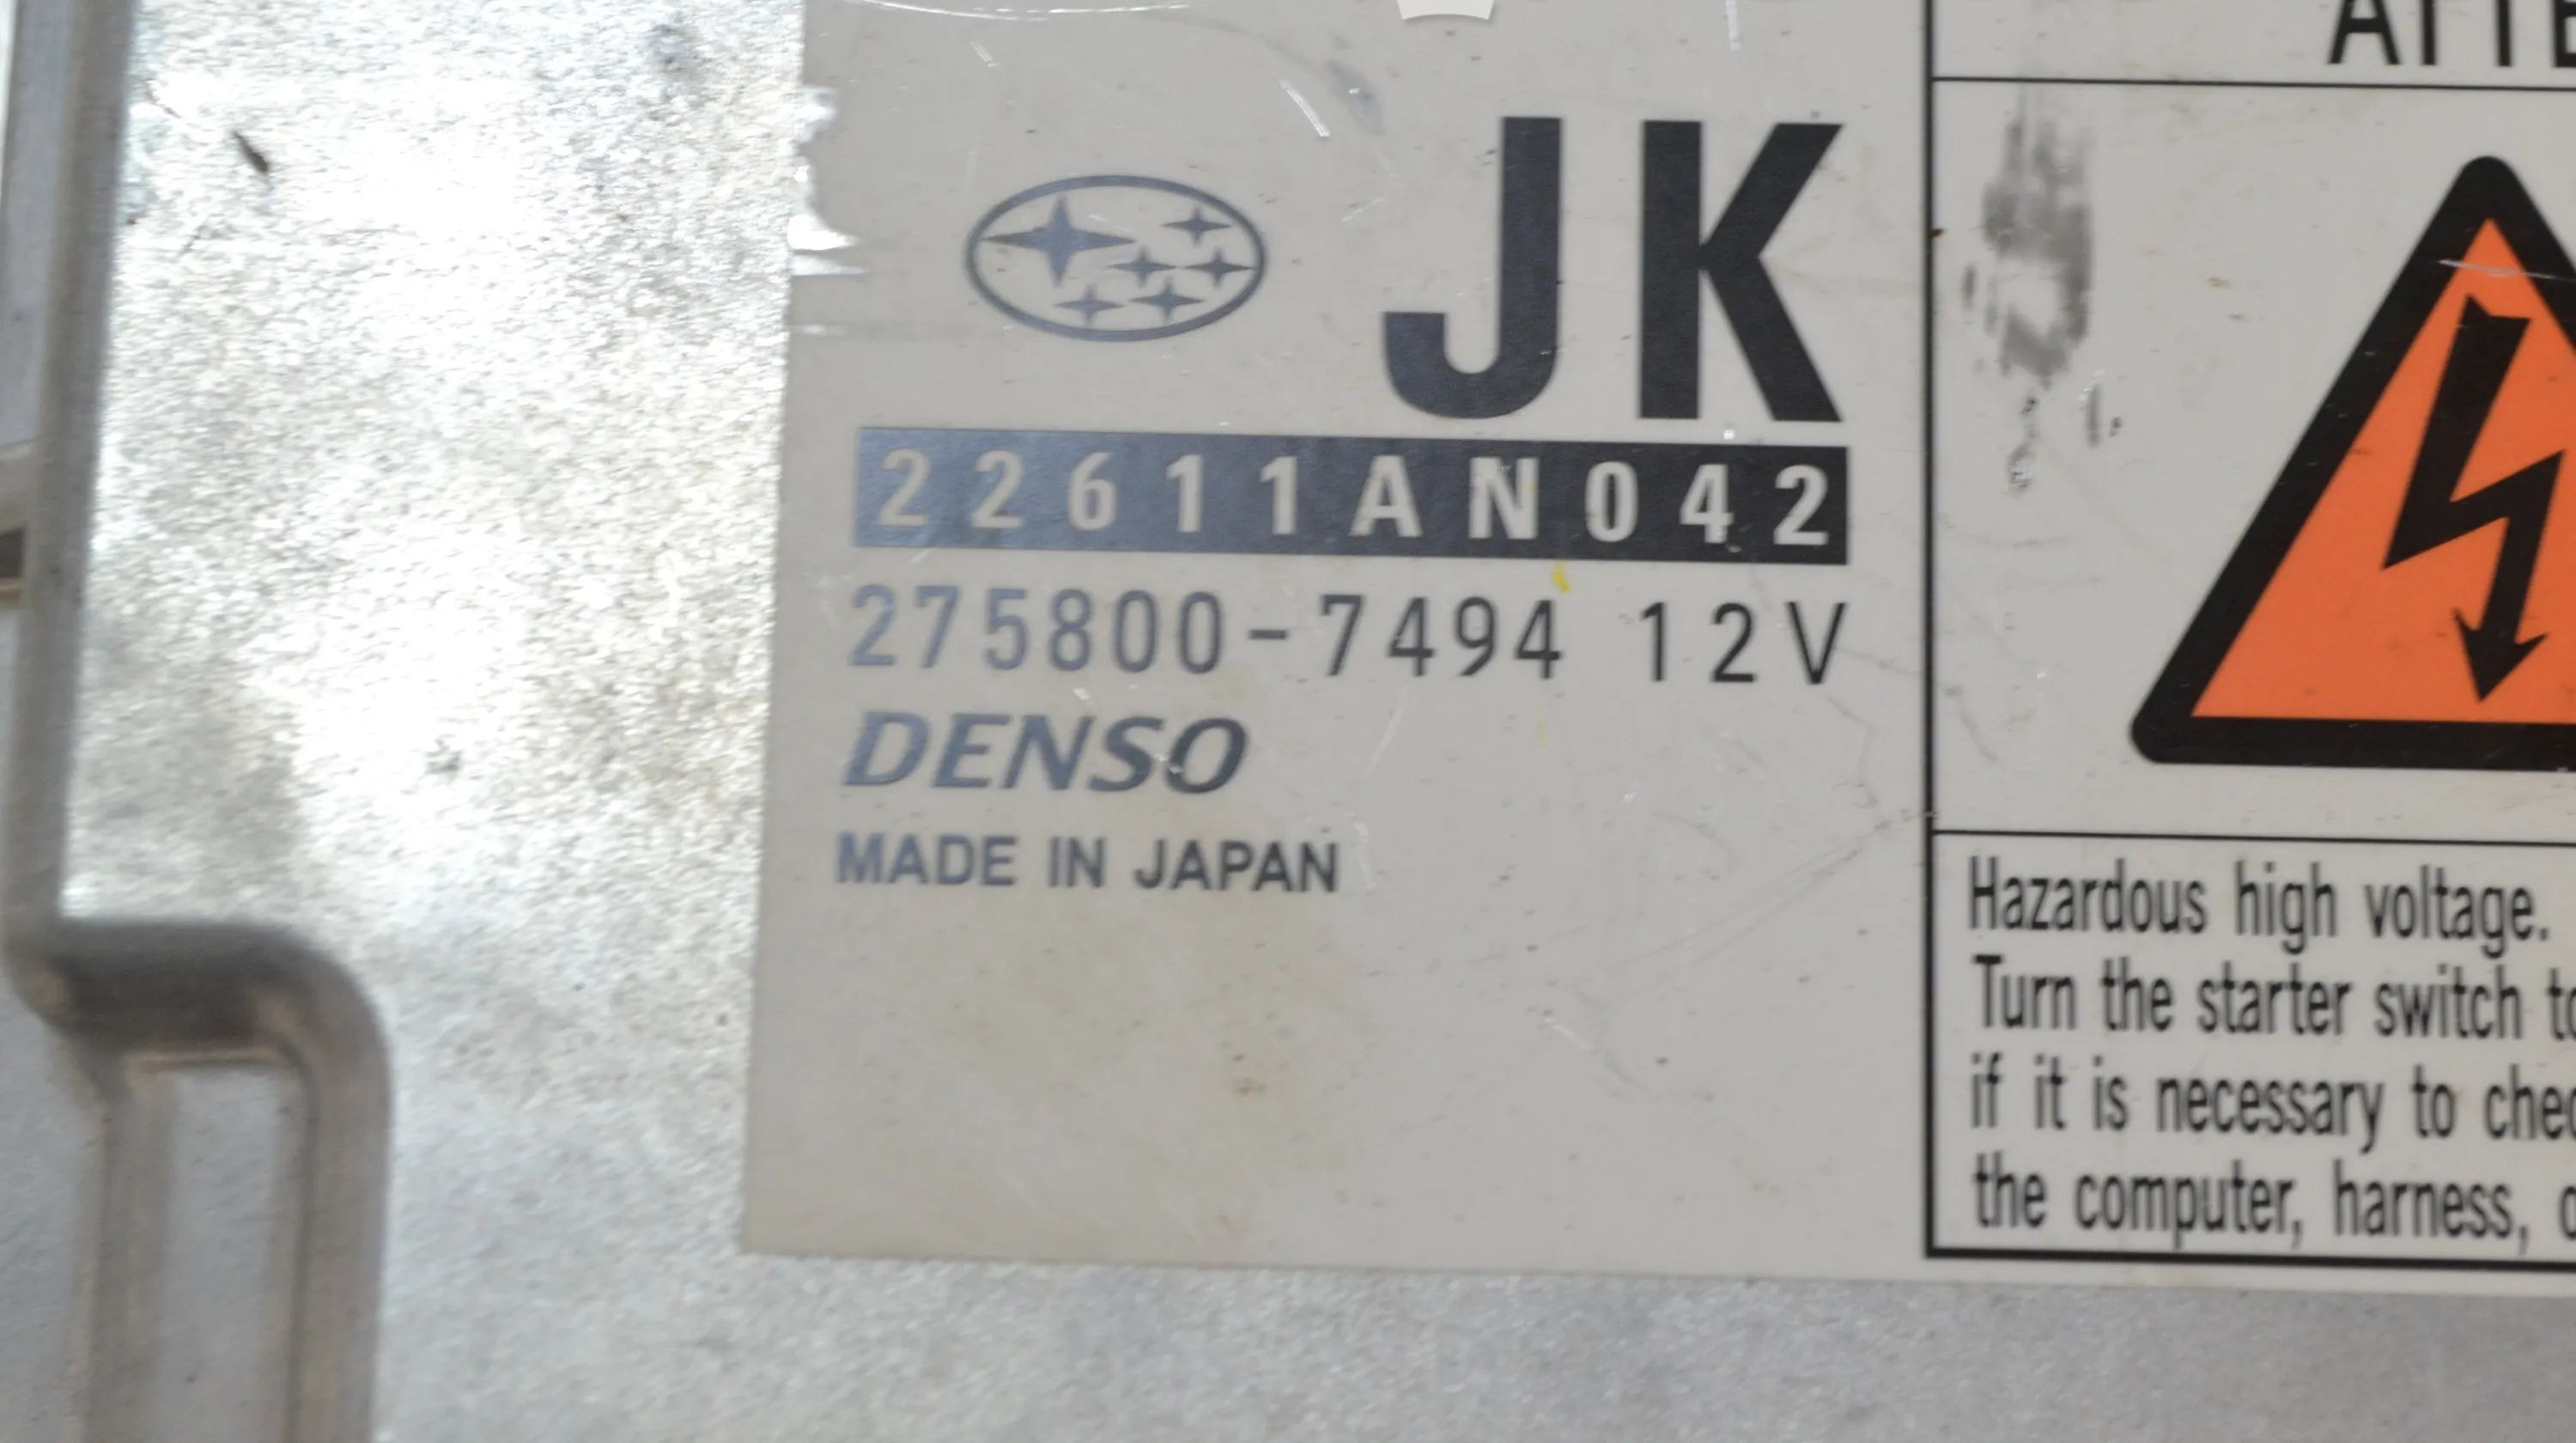 JK
22611AN042
275800-7494 12V
DENSO
MADE IN JAPAN
Hazardous high voltage.
Turn the starter switch
if it is necessary to
the computer, harness,